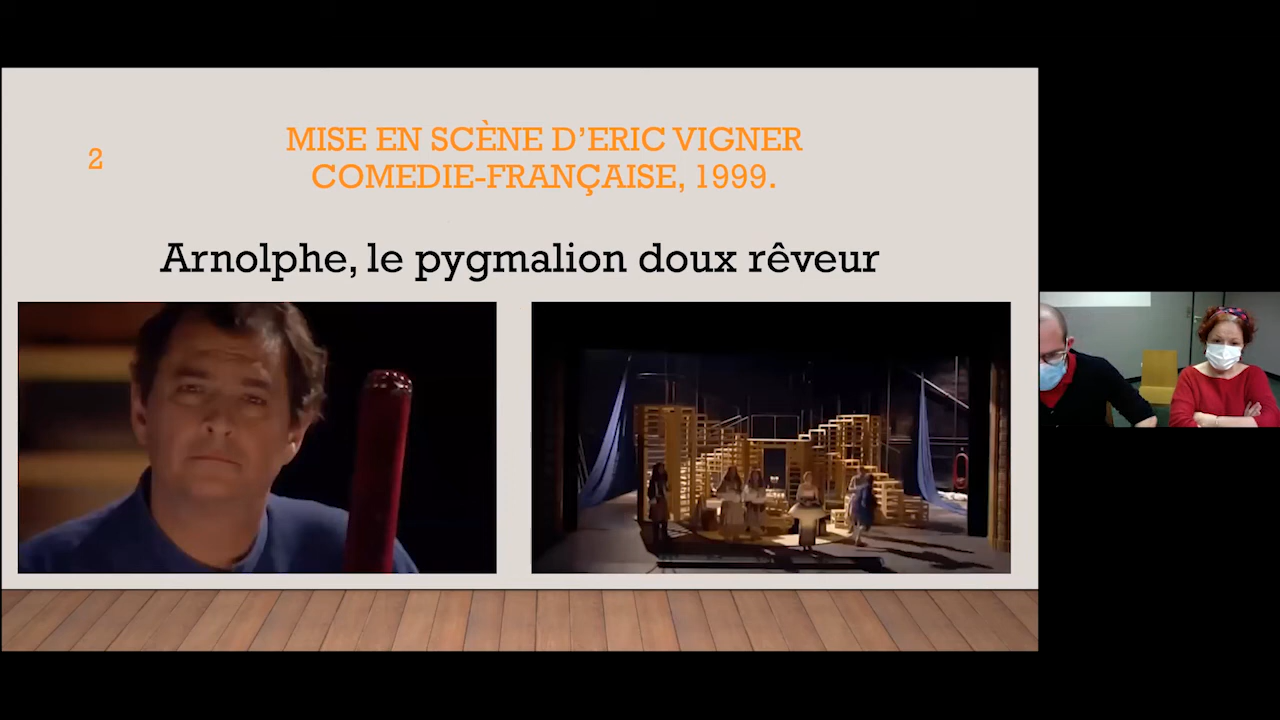 2
MISE EN SCÈNE D’ERIC VIGNER
COMEDIE-FRANÇAISE, 1999.
Arnolphe, le pygmalion doux rêveur